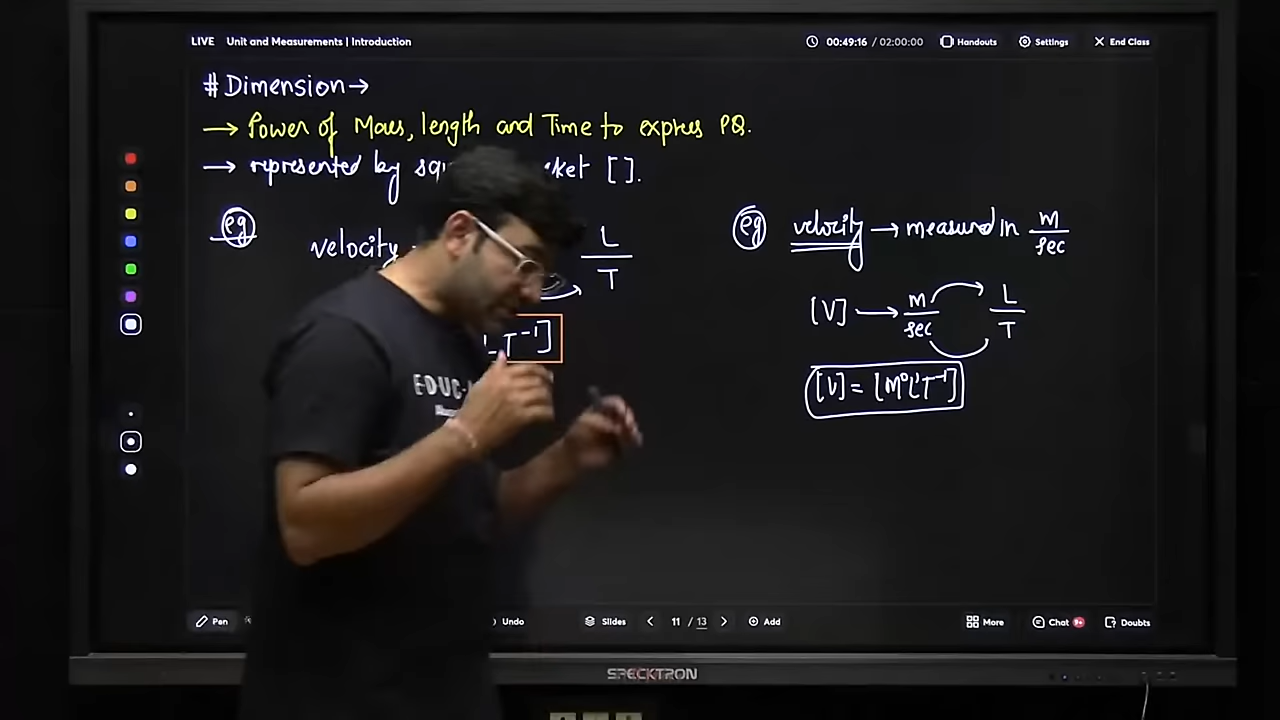 LIVE Unit and Measurements | Introduction
00:49:16 / 02:00:00 Handouts Settings End Class
# Dimension →
→ Power of Mass, length and Time to express PQ.
→ represented by [ ].
eg velocity
L
T
T⁻¹]
EDUC
eg velocity → measured in m/sec
[V] → m/sec L/T
[V] = [M⁰L¹T⁻¹]
Pen Undo Slides < 11 / 13 > Add More Chat 9+ Doubts
SPECKTRON